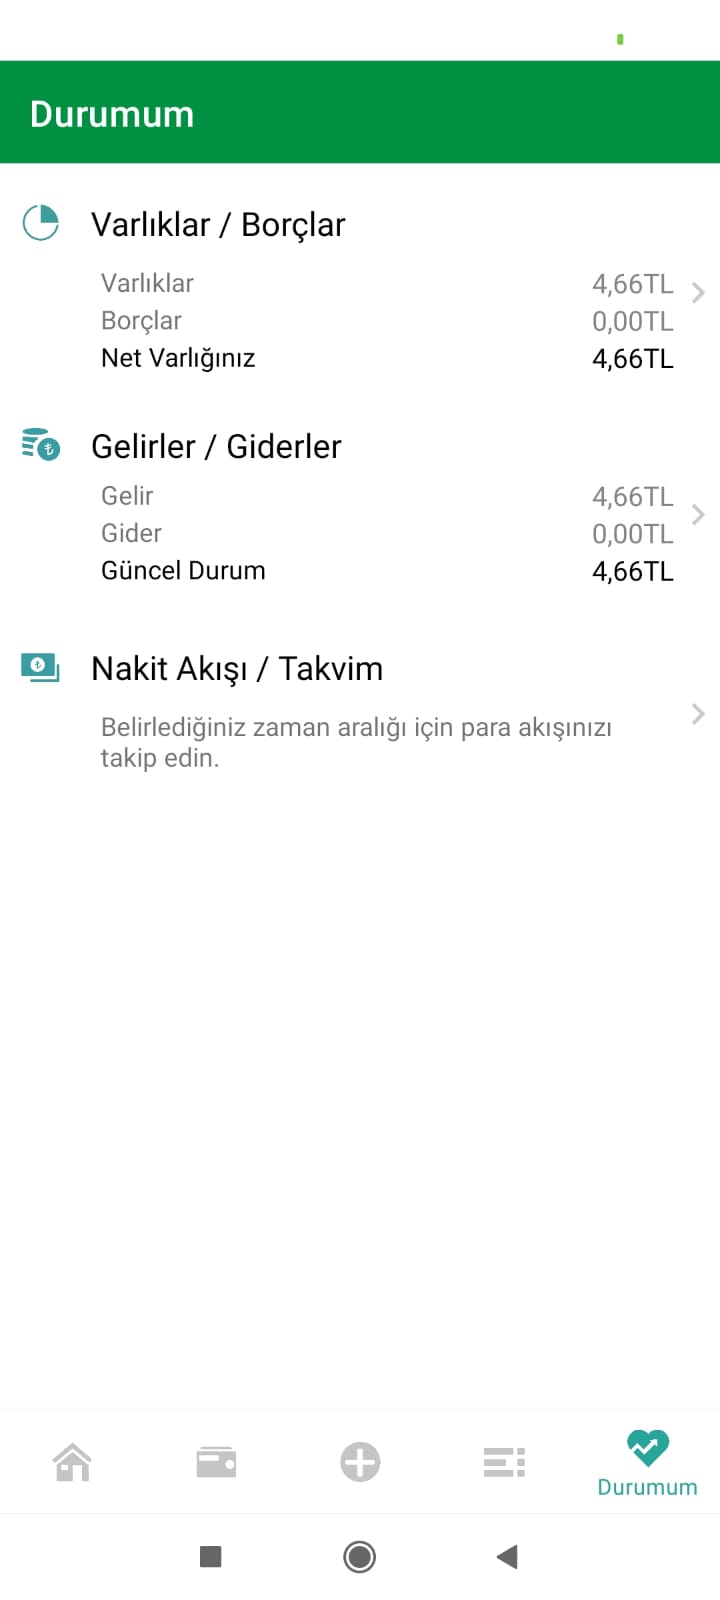 Durumum
Varlıklar / Borçlar
Varlıklar 4,66TL
Borçlar 0,00TL
Net Varlığınız 4,66TL
Gelirler / Giderler
Gelir 4,66TL
Gider 0,00TL
Güncel Durum 4,66TL
Nakit Akışı / Takvim
Belirlediğiniz zaman aralığı için para akışınızı
takip edin.
Durumum